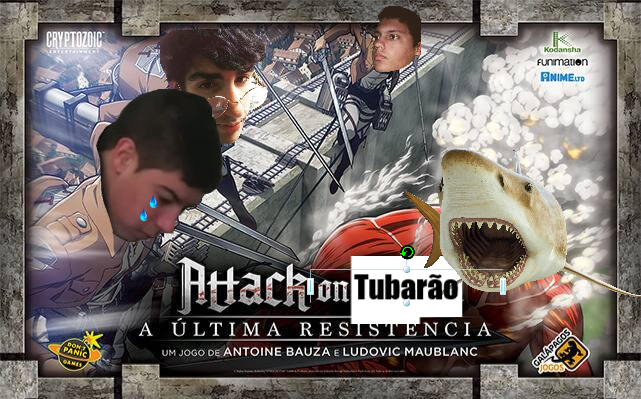 CRYPTOZOIC
ENTERTAINMENT
Kodansha
FUNIMATION
ANIME LTD
Attack on Tubarão
A ÚLTIMA RESISTÊNCIA
UM JOGO DE ANTOINE BAUZA E LUDOVIC MAUBLANC
DON'T
PANIC
GAMES
GALÁPAGOS
JOGOS